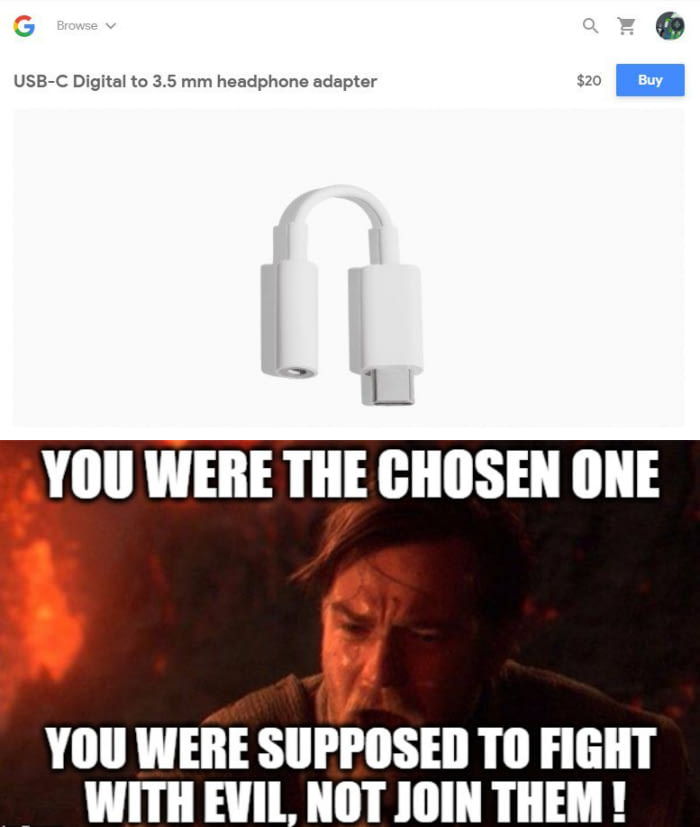 Browse
USB-C Digital to 3.5 mm headphone adapter
$20
Buy
YOU WERE THE CHOSEN ONE
YOU WERE SUPPOSED TO FIGHT
WITH EVIL, NOT JOIN THEM !